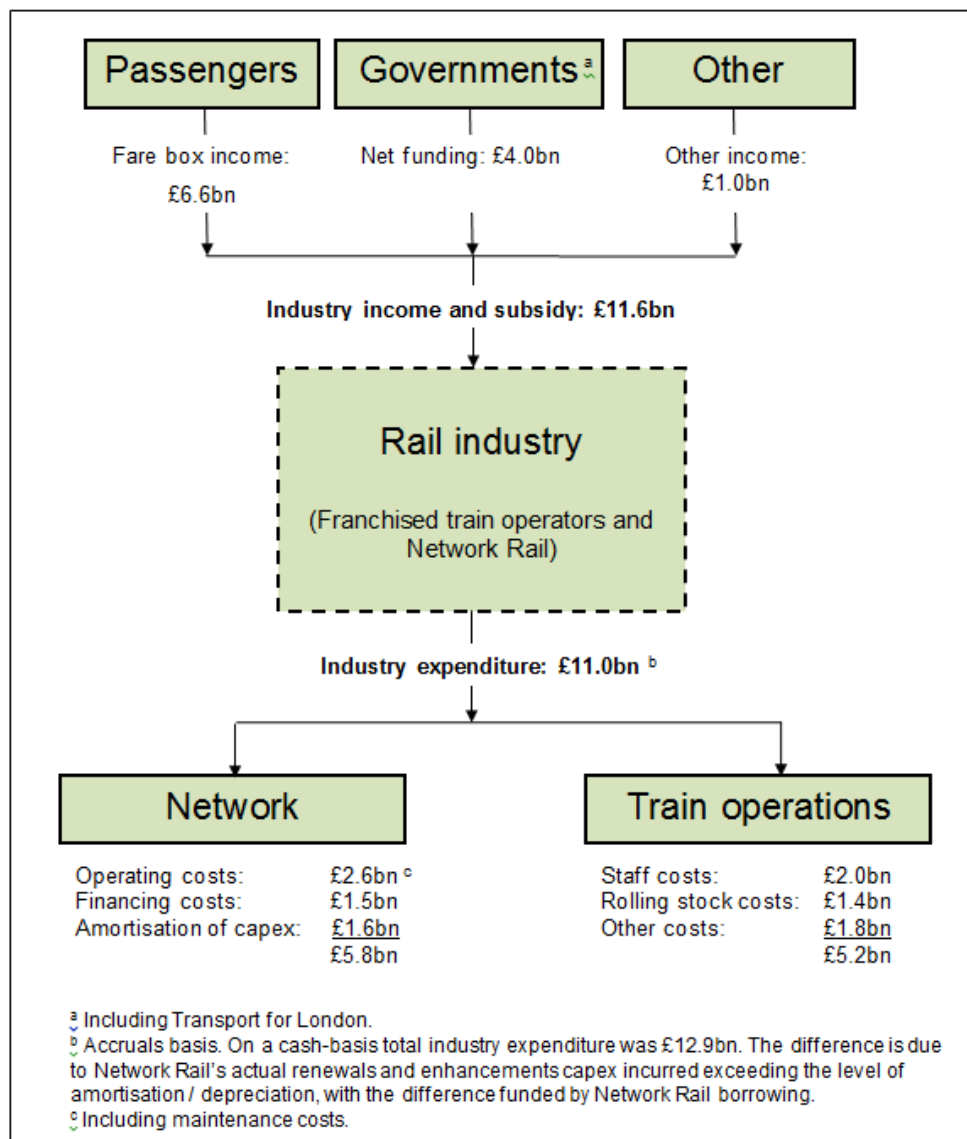 Passengers
Governments a
Other
Fare box income:
£6.6bn
Net funding: £4.0bn
Other income:
£1.0bn
Industry income and subsidy: £11.6bn
Rail industry
(Franchised train operators and
Network Rail)
Industry expenditure: £11.0bn b
Network
Operating costs: £2.6bn c
Financing costs: £1.5bn
Amortisation of capex: £1.6bn
£5.8bn
Train operations
Staff costs: £2.0bn
Rolling stock costs: £1.4bn
Other costs: £1.8bn
£5.2bn
a Including Transport for London.
b Accruals basis. On a cash-basis total industry expenditure was £12.9bn. The difference is due
to Network Rail's actual renewals and enhancements capex incurred exceeding the level of
amortisation / depreciation, with the difference funded by Network Rail borrowing.
c Including maintenance costs.